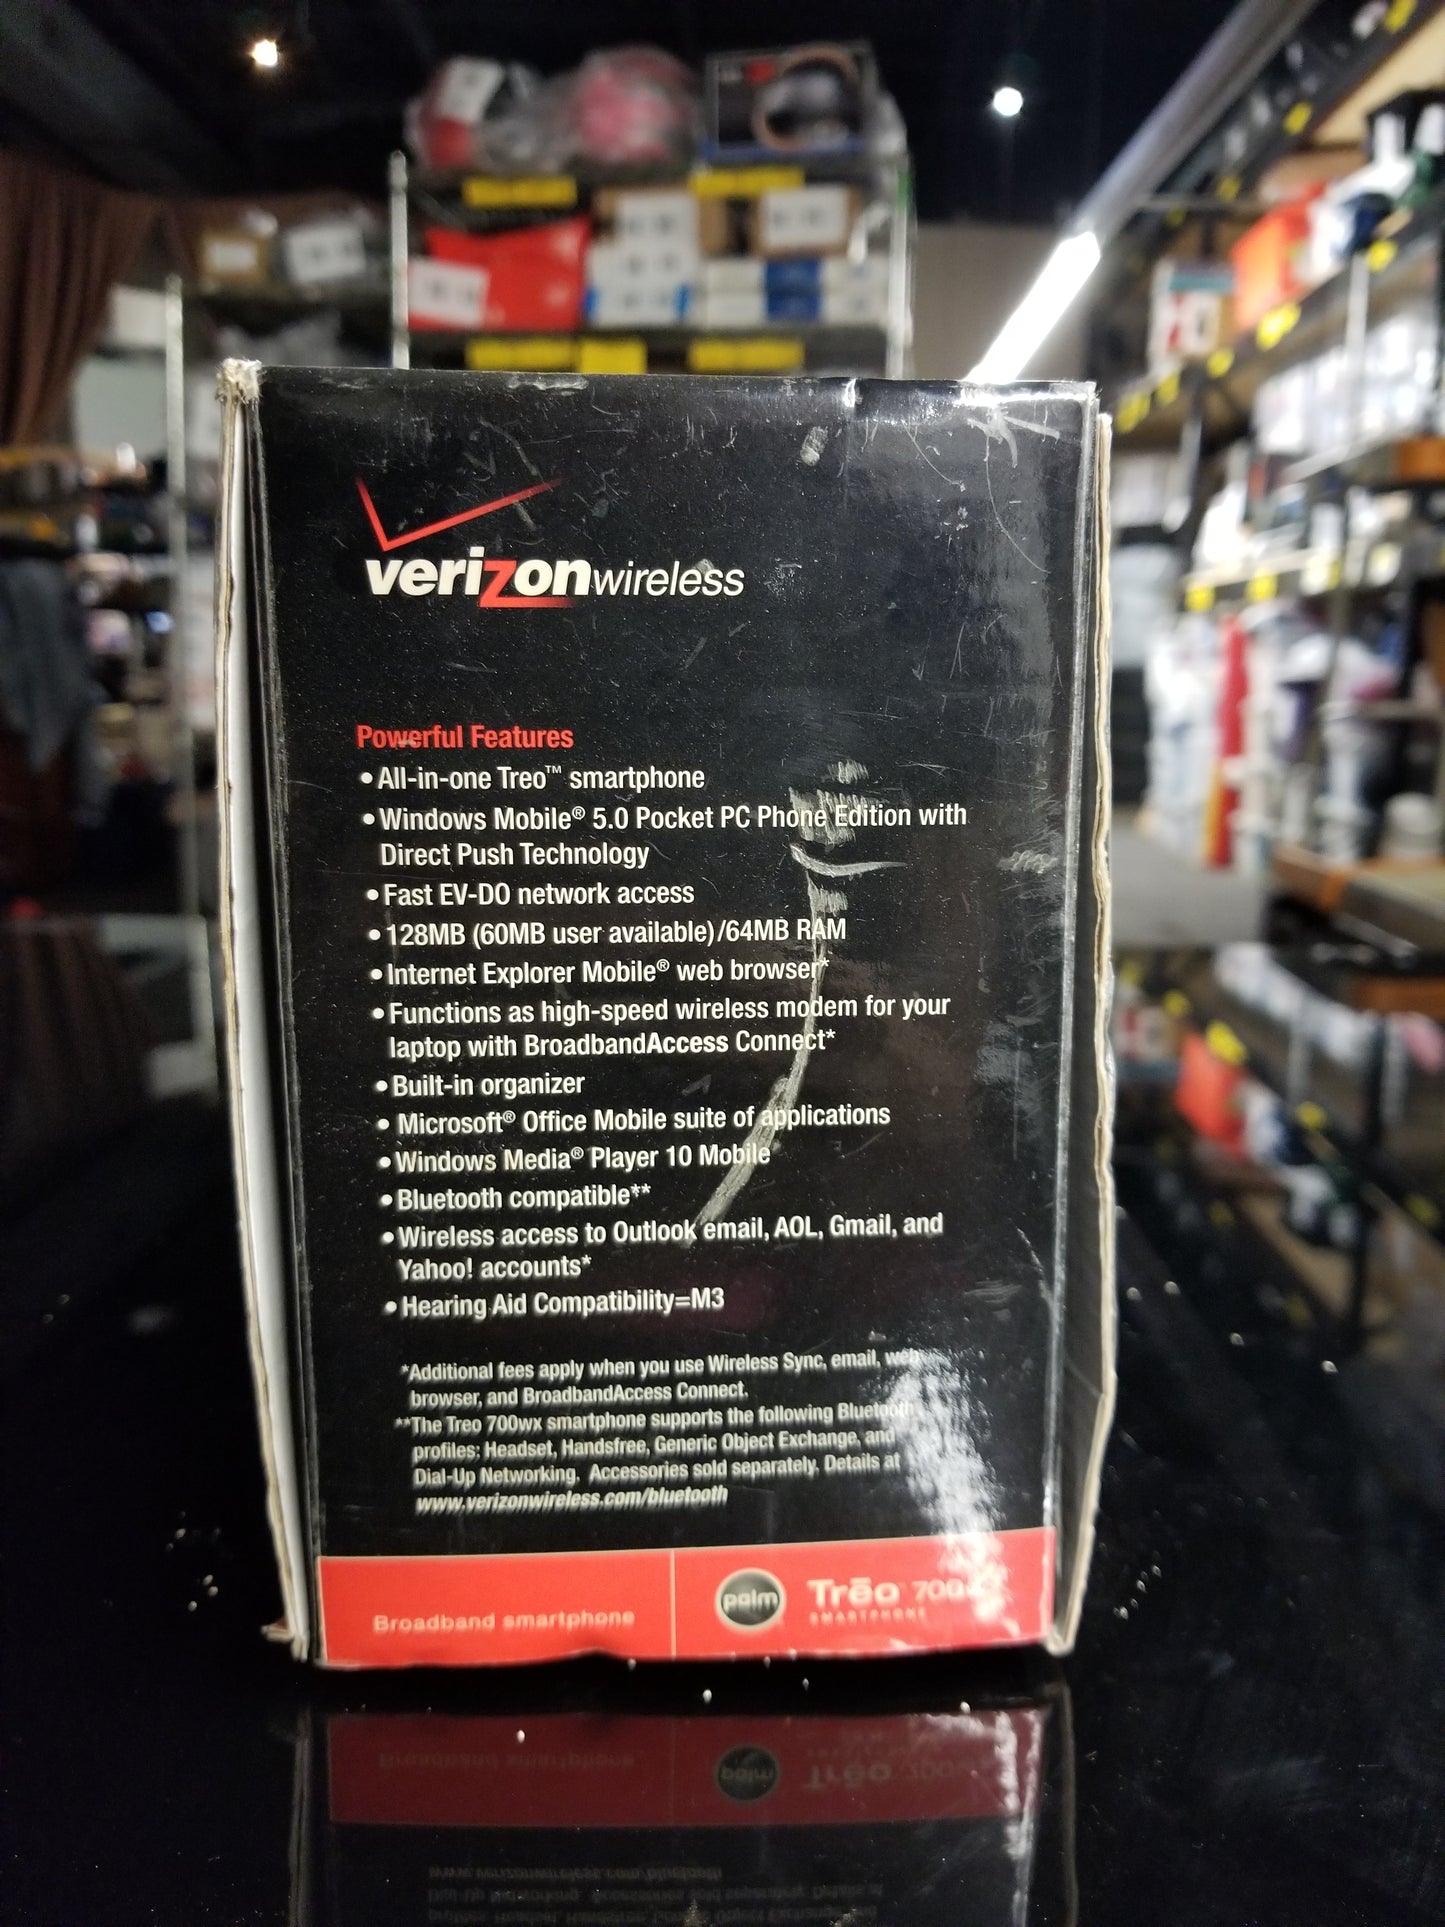 verizonwireless
Powerful Features
• All-in-one Treo™ smartphone
• Windows Mobile® 5.0 Pocket PC Phone Edition with
Direct Push Technology
• Fast EV-DO network access
• 128MB (60MB user available)/64MB RAM
• Internet Explorer Mobile® web browser*
• Functions as high-speed wireless modem for your
laptop with BroadbandAccess Connect*
• Built-in organizer
• Microsoft® Office Mobile suite of applications
• Windows Media® Player 10 Mobile
• Bluetooth compatible**
• Wireless access to Outlook email, AOL, Gmail, and
Yahoo! accounts*
• Hearing Aid Compatibility=M3
*Additional fees apply when you use Wireless Sync, email, web
browser, and BroadbandAccess Connect.
**The Treo 700wx smartphone supports the following Bluetooth
profiles: Headset, Handsfree, Generic Object Exchange, and
Dial-Up Networking. Accessories sold separately. Details at
www.verizonwireless.com/bluetooth
Broadband smartphone
palm
Trēo™
SMARTPHONE